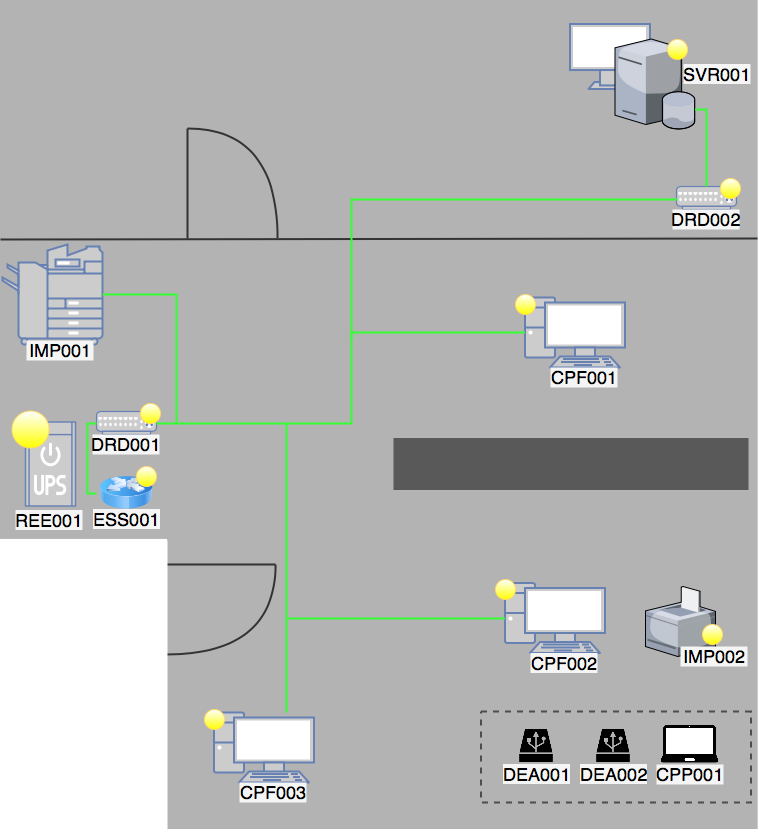 SVR001
DRD002
IMP001
CPF001
DRD001
UPS
REE001
ESS001
CPF002
IMP002
DEA001
DEA002
CPP001
CPF003